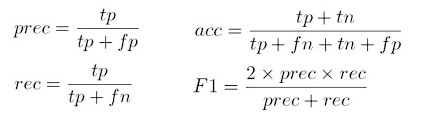 prec = tp / (tp + fp)
acc = (tp + tn) / (tp + fn + tn + fp)
rec = tp / (tp + fn)
F1 = (2 × prec × rec) / (prec + rec)